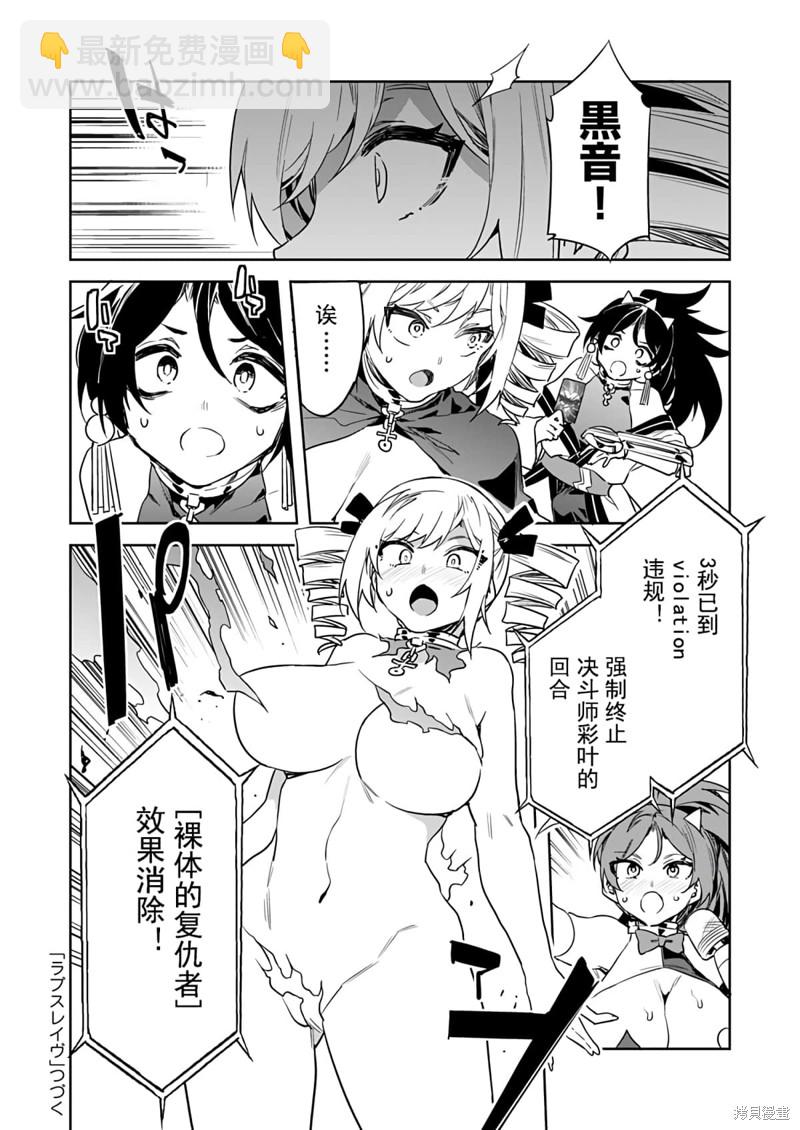 👇最新免费漫画👇
www.baozimh.com
黒音！
诶……
3秒已到
violation
违规！
强制终止
决斗师彩叶的
回合
［裸体的复仇者］
效果消除！
「ラブスレイヴ」つづく
拷貝漫畫